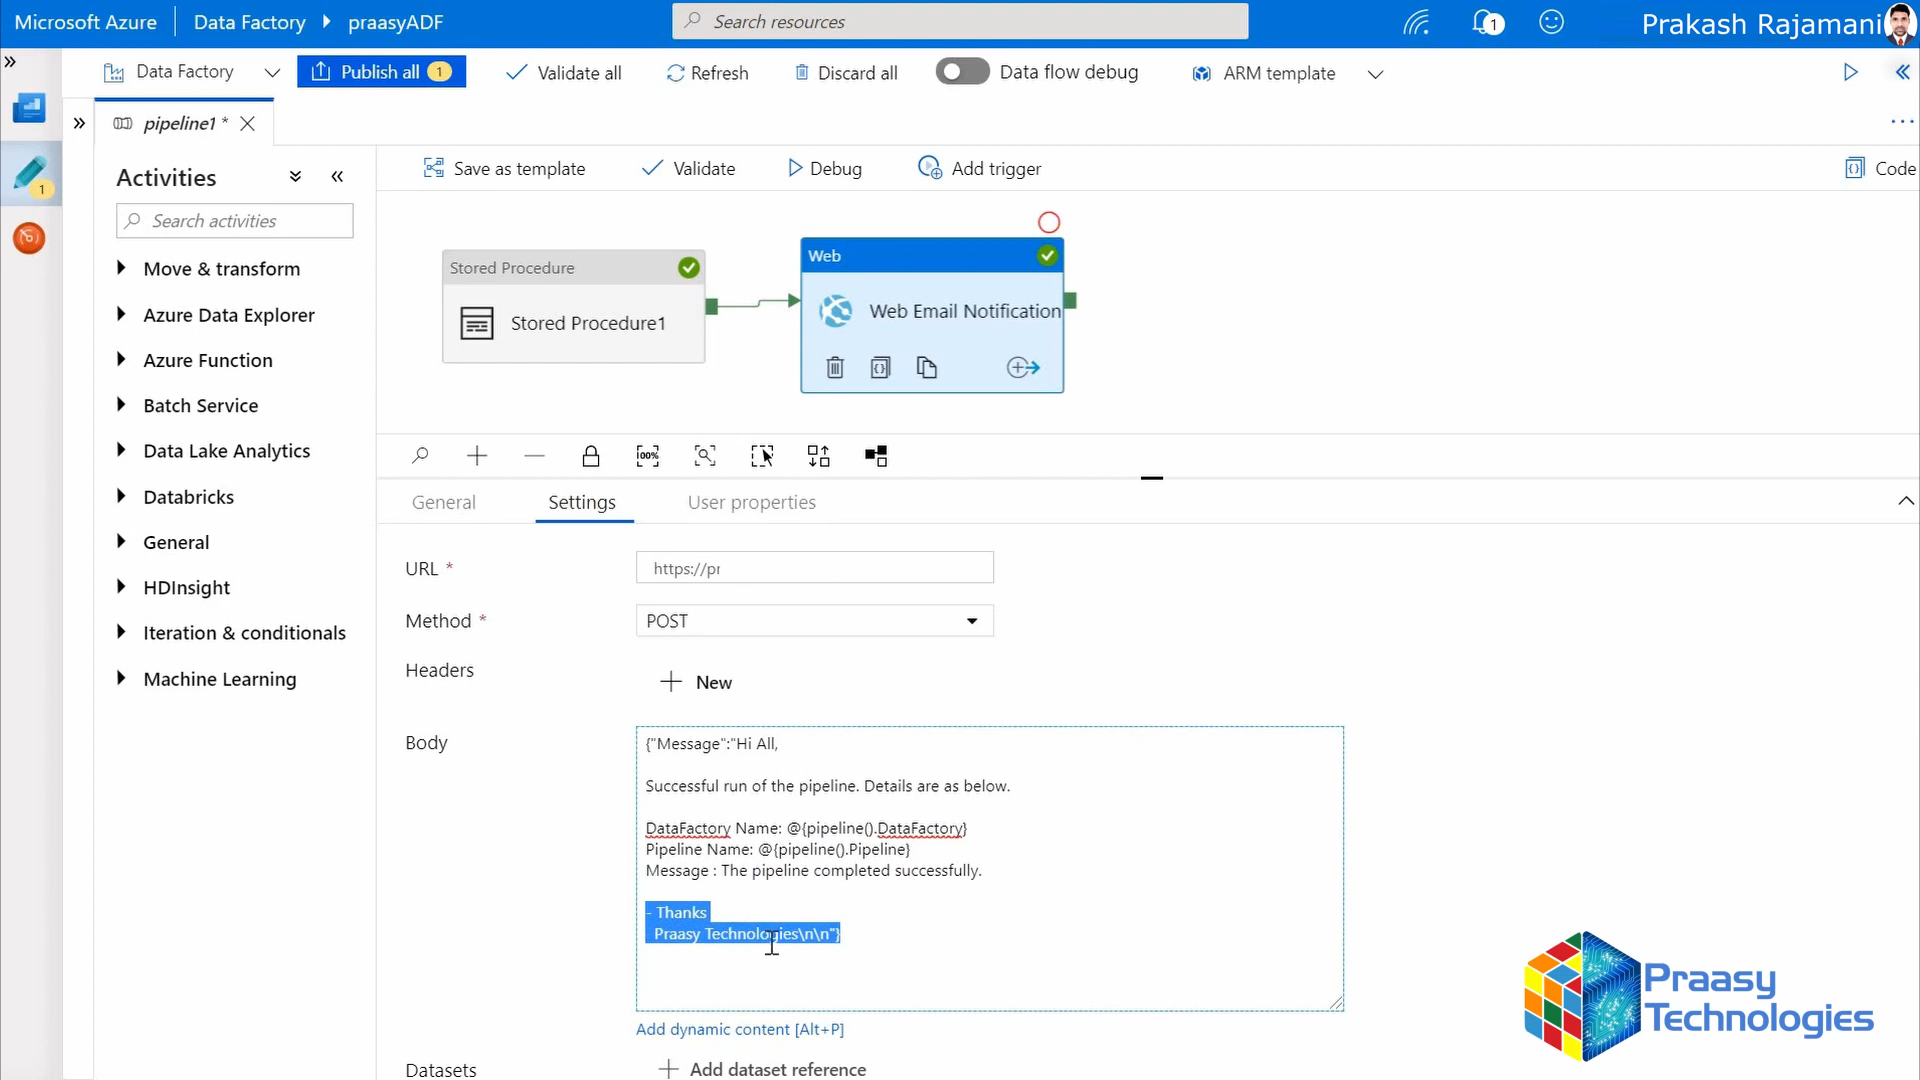 Microsoft Azure
Data Factory
praasyADF
Search resources
1
Prakash Rajamani
Data Factory
Publish all 1
Validate all
Refresh
Discard all
Data flow debug
ARM template
pipeline1 *
1
Activities
Search activities
Move & transform
Azure Data Explorer
Azure Function
Batch Service
Data Lake Analytics
Databricks
General
HDInsight
Iteration & conditionals
Machine Learning
Save as template
Validate
Debug
Add trigger
Code
Stored Procedure
Stored Procedure1
Web
Web Email Notification
100%
General
Settings
User properties
URL *
https://pr
Method *
POST
Headers
New
Body
{"Message":"Hi All,
Successful run of the pipeline. Details are as below.
DataFactory Name: @{pipeline().DataFactory}
Pipeline Name: @{pipeline().Pipeline}
Message : The pipeline completed successfully.
- Thanks
Praasy Technologies\n\n"}
Add dynamic content [Alt+P]
Datasets
Add dataset reference
Praasy
Technologies